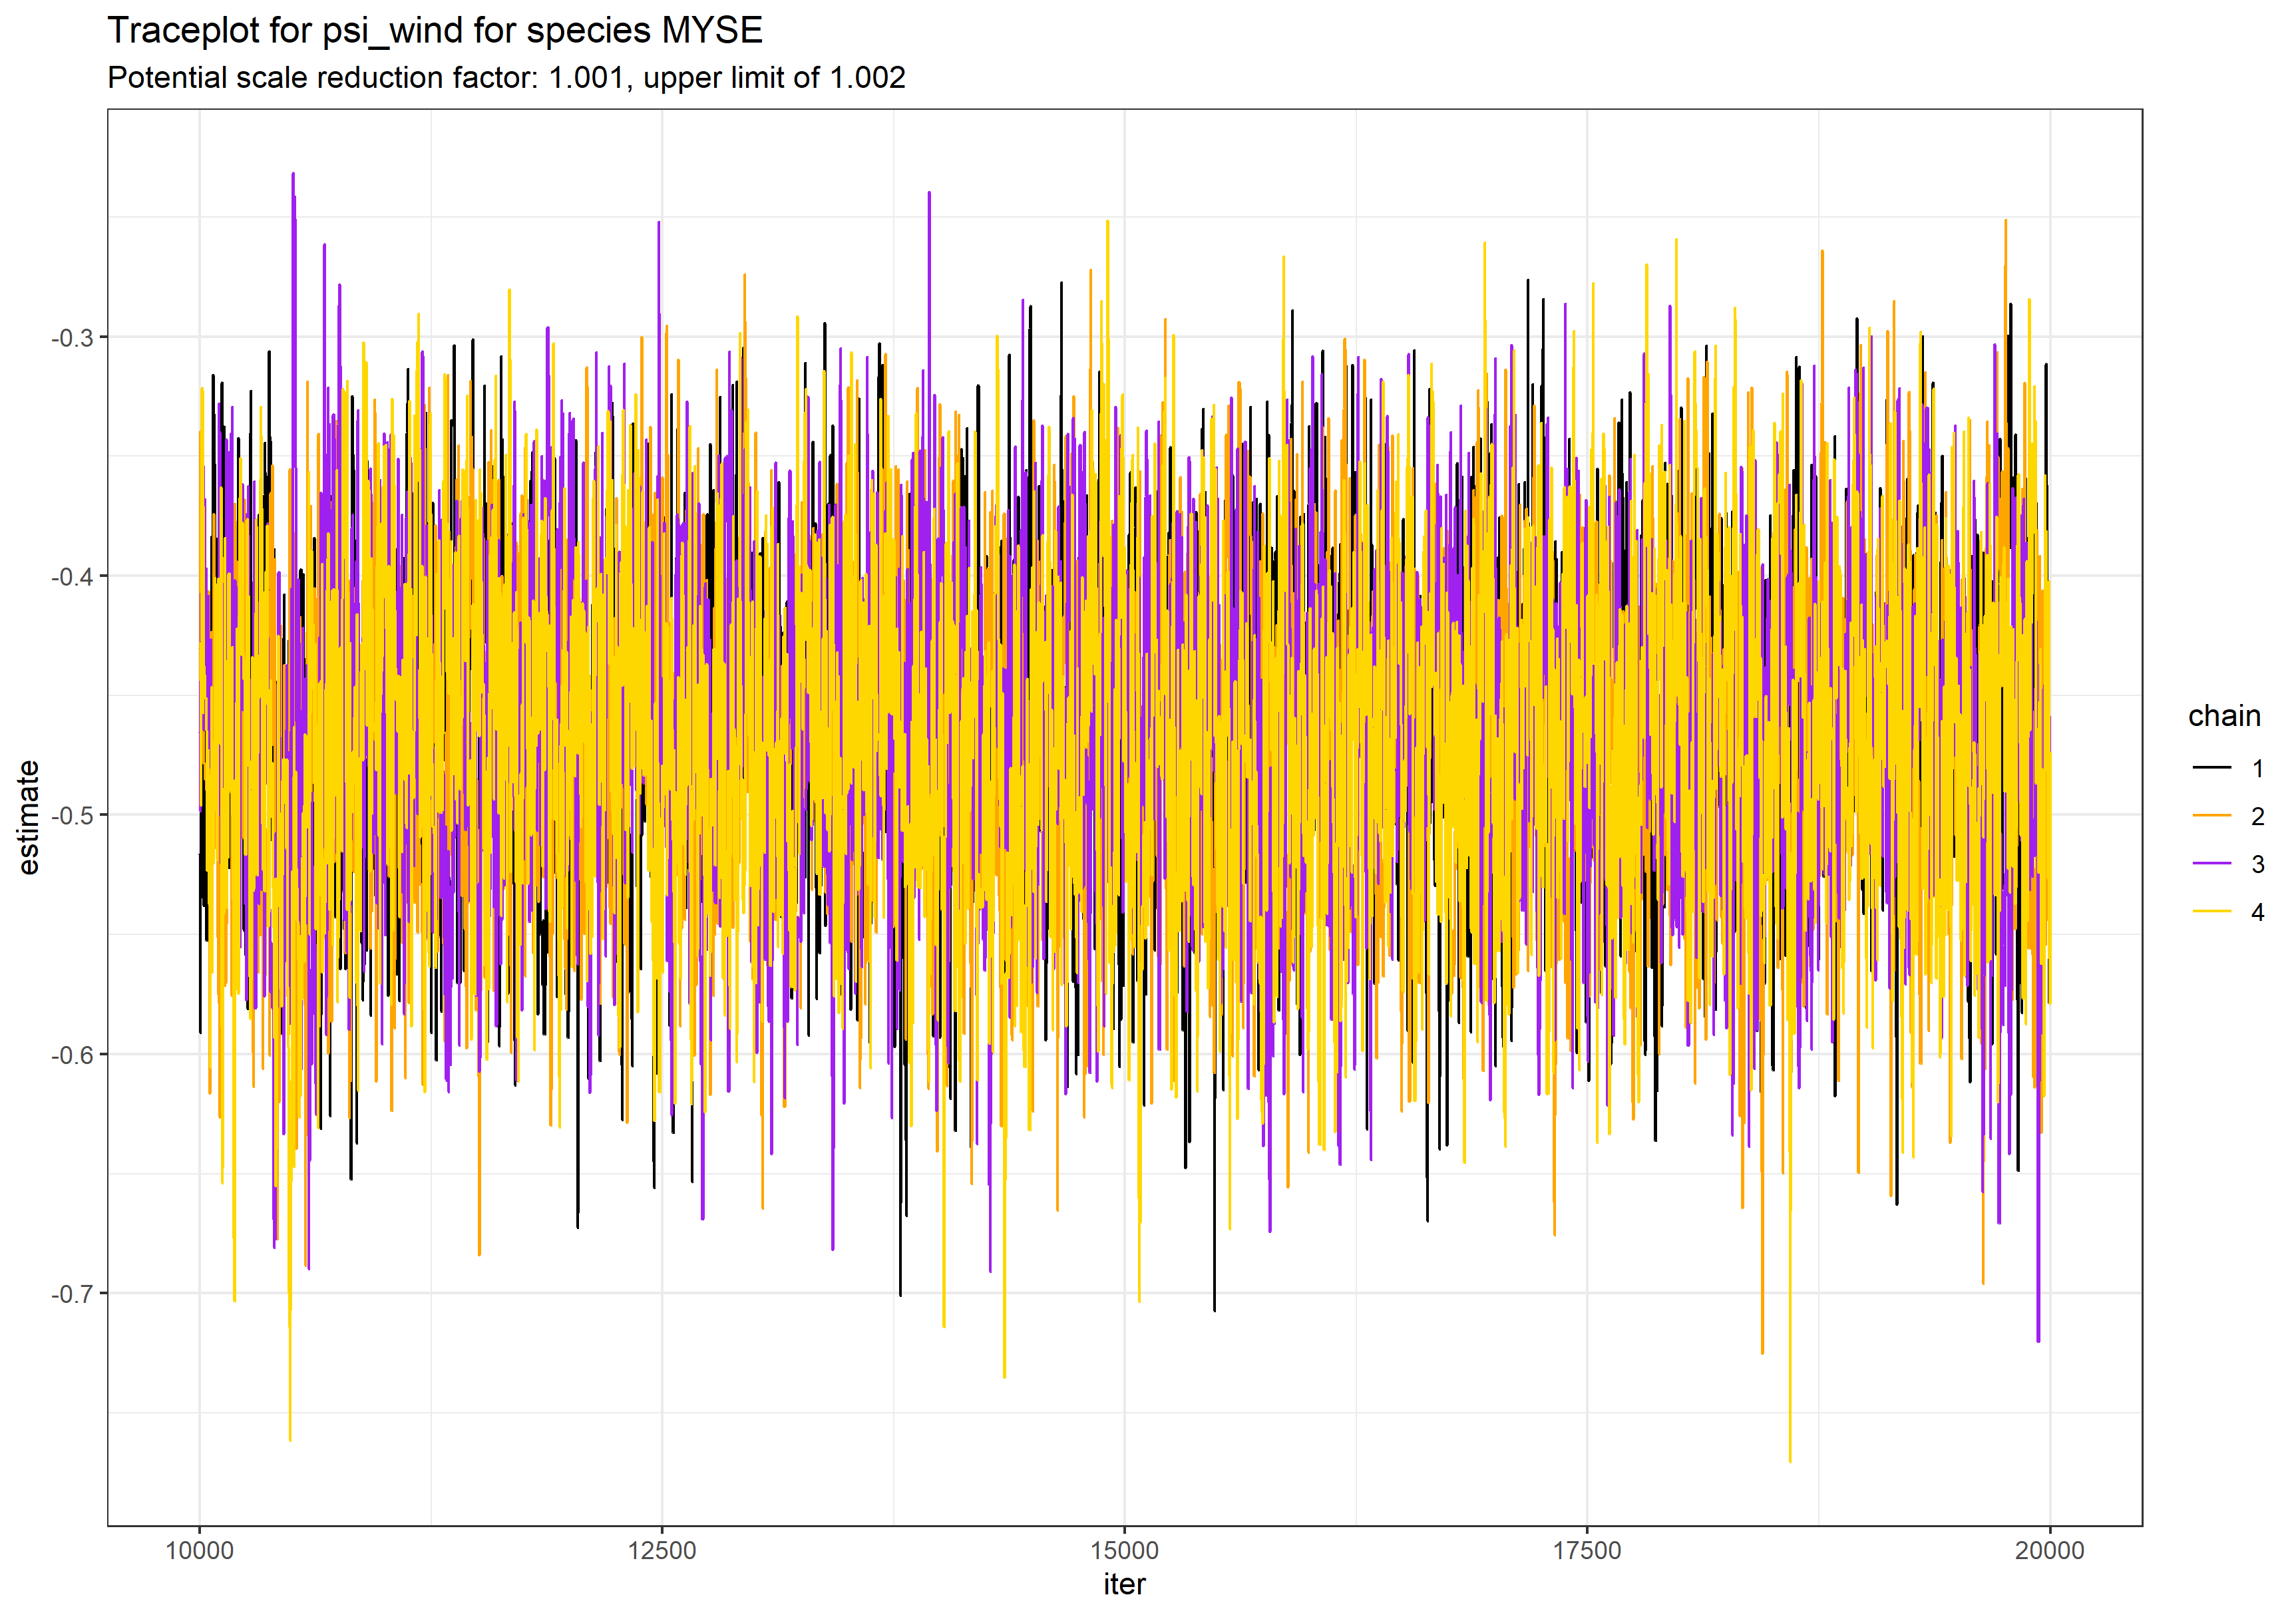 Traceplot for psi_wind for species MYSE
Potential scale reduction factor: 1.001, upper limit of 1.002
estimate
-0.3
-0.4
-0.5
-0.6
-0.7
10000
12500
15000
17500
20000
iter
chain
1
2
3
4